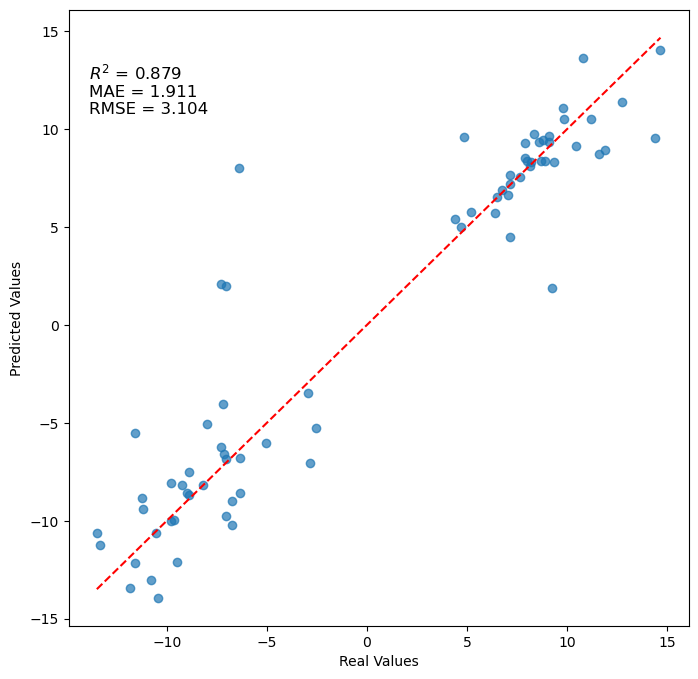 R² = 0.879
MAE = 1.911
RMSE = 3.104
15
10
5
0
−5
−10
−15
Predicted Values
−10 −5 0 5 10 15
Real Values